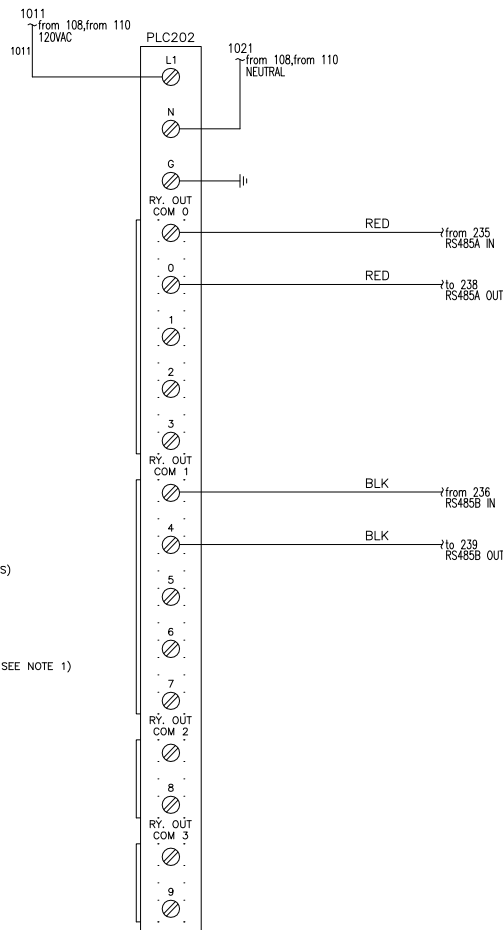 1011
from 108,from 110
120VAC
1011
PLC202
1021
from 108,from 110
NEUTRAL
L1
N
G
RY. OUT
COM 0
RED
from 235
RS485A IN
0
RED
to 238
RS485A OUT
1
2
3
RY. OUT
COM 1
BLK
from 236
RS485B IN
4
BLK
to 239
RS485B OUT
S)
5
6
SEE NOTE 1)
7
RY. OUT
COM 2
8
RY. OUT
COM 3
9